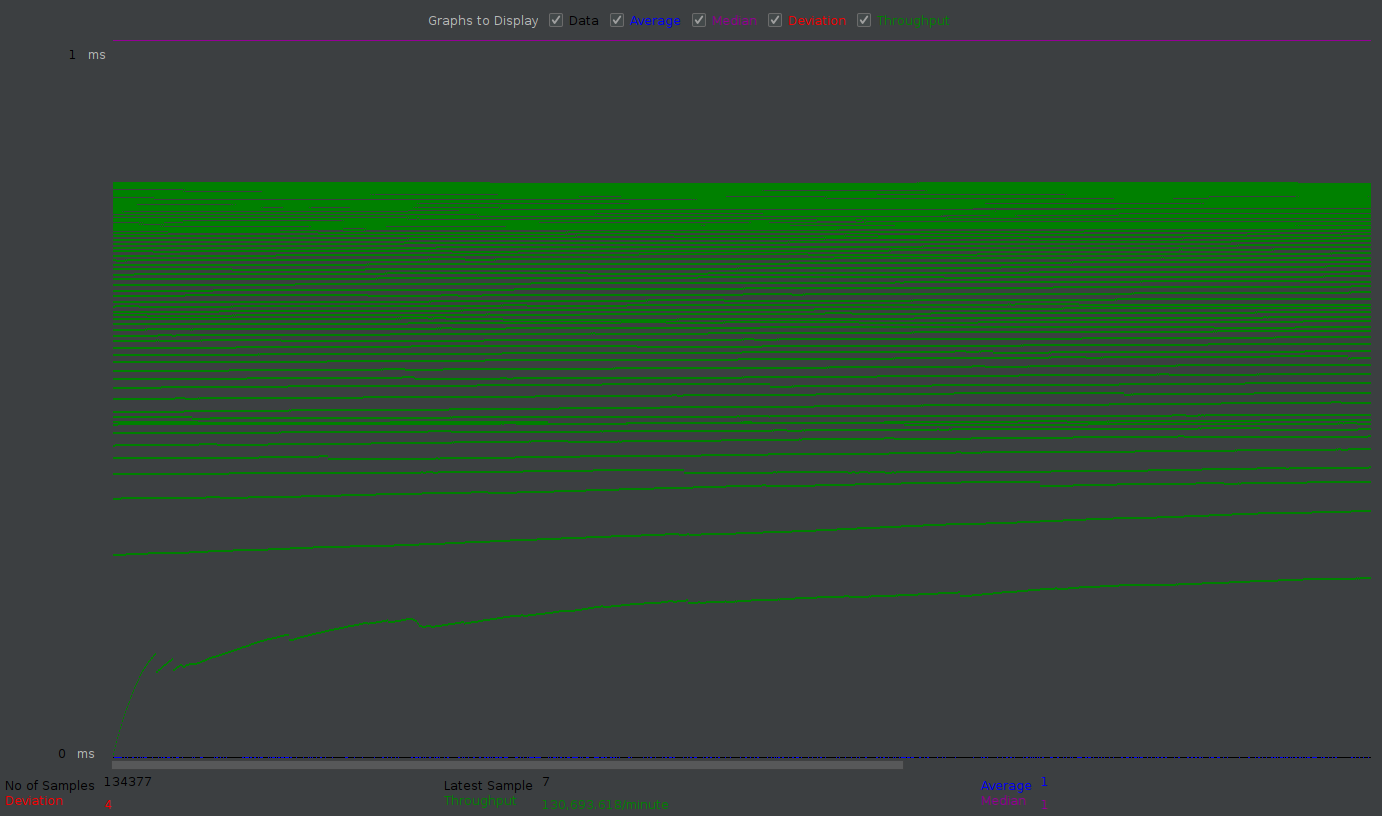 Graphs to Display Data Average Median Deviation Throughput
1 ms
0 ms
No of Samples 134377 Latest Sample 7 Average 1
Deviation 4 Throughput 130.693,618/minute Median 1